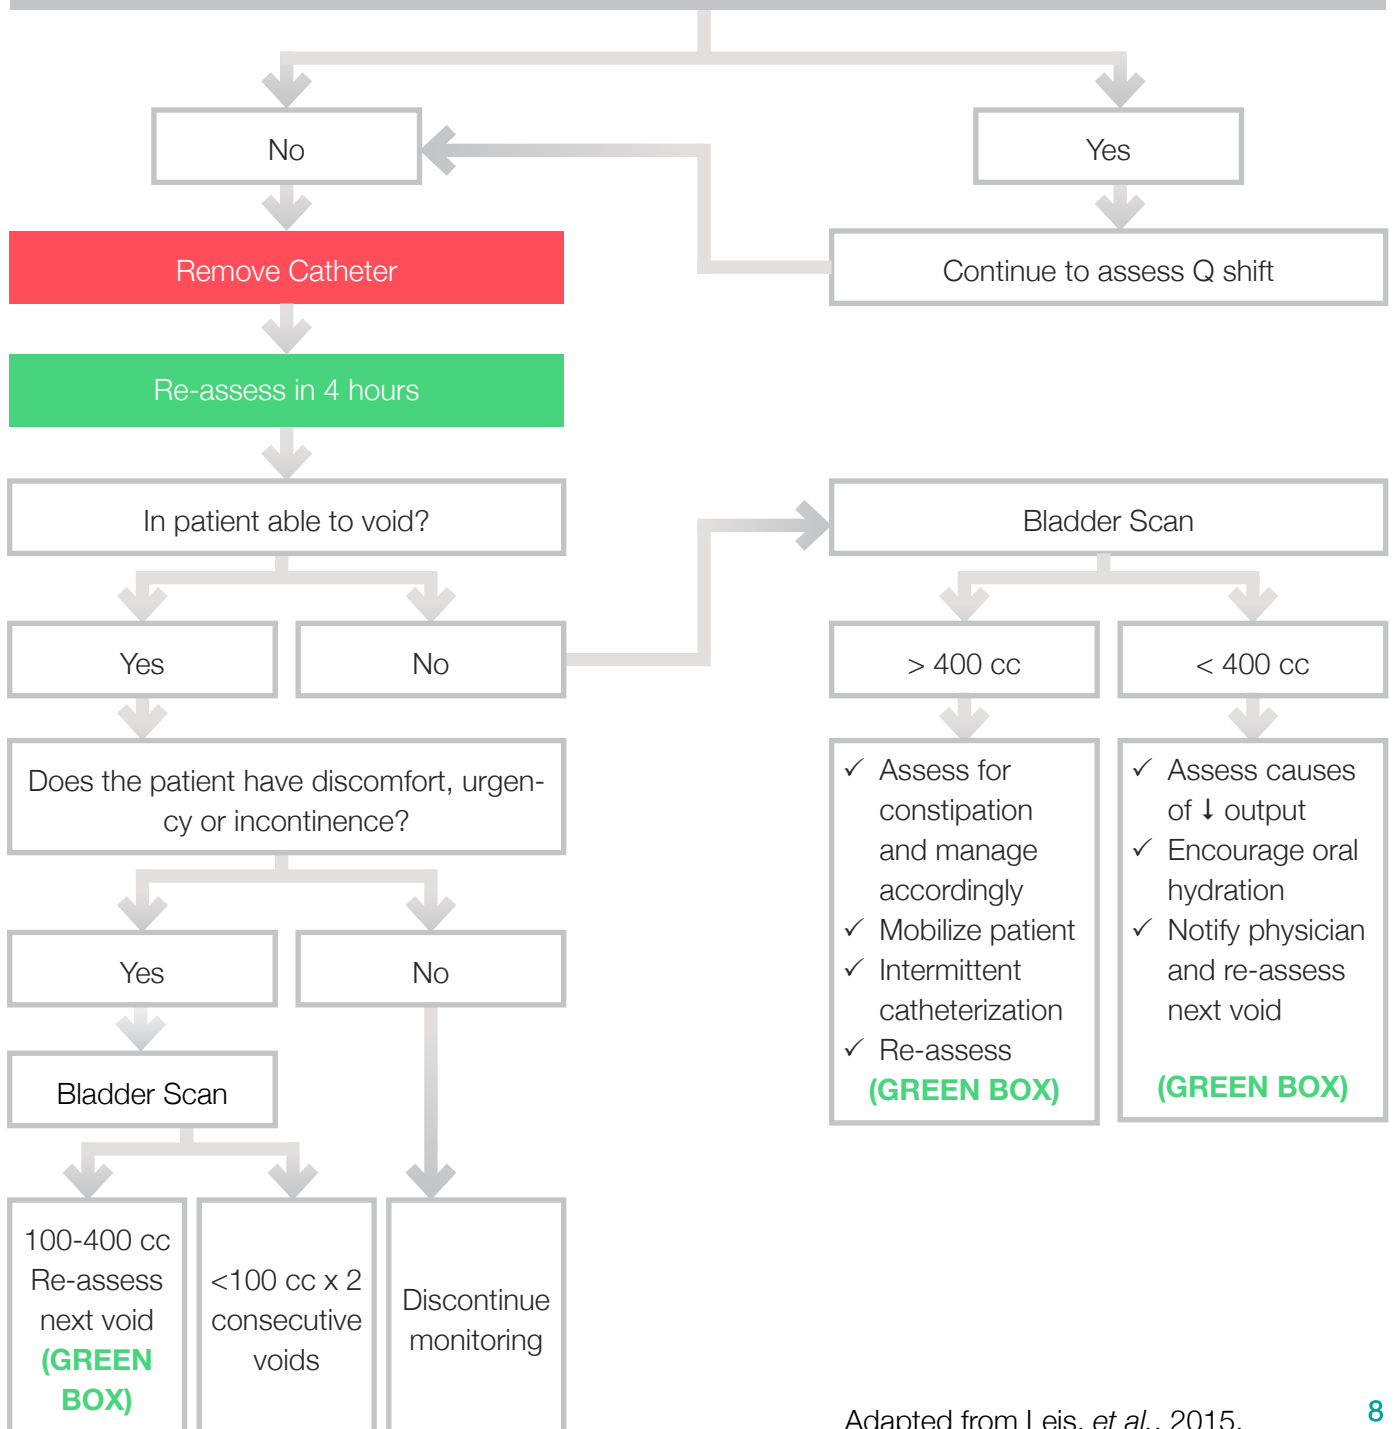 No
Yes
Remove Catheter
Continue to assess Q shift
Re-assess in 4 hours
In patient able to void?
Bladder Scan
Yes
No
> 400 cc
< 400 cc
Does the patient have discomfort, urgen-
cy or incontinence?
✓ Assess for
constipation
and manage
accordingly
✓ Mobilize patient
✓ Intermittent
catheterization
✓ Re-assess
(GREEN BOX)
✓ Assess causes
of ↓ output
✓ Encourage oral
hydration
✓ Notify physician
and re-assess
next void
(GREEN BOX)
Yes
No
Bladder Scan
100-400 cc
Re-assess
next void
(GREEN
BOX)
<100 cc x 2
consecutive
voids
Discontinue
monitoring
Adapted from Leis, et al., 2015.
8